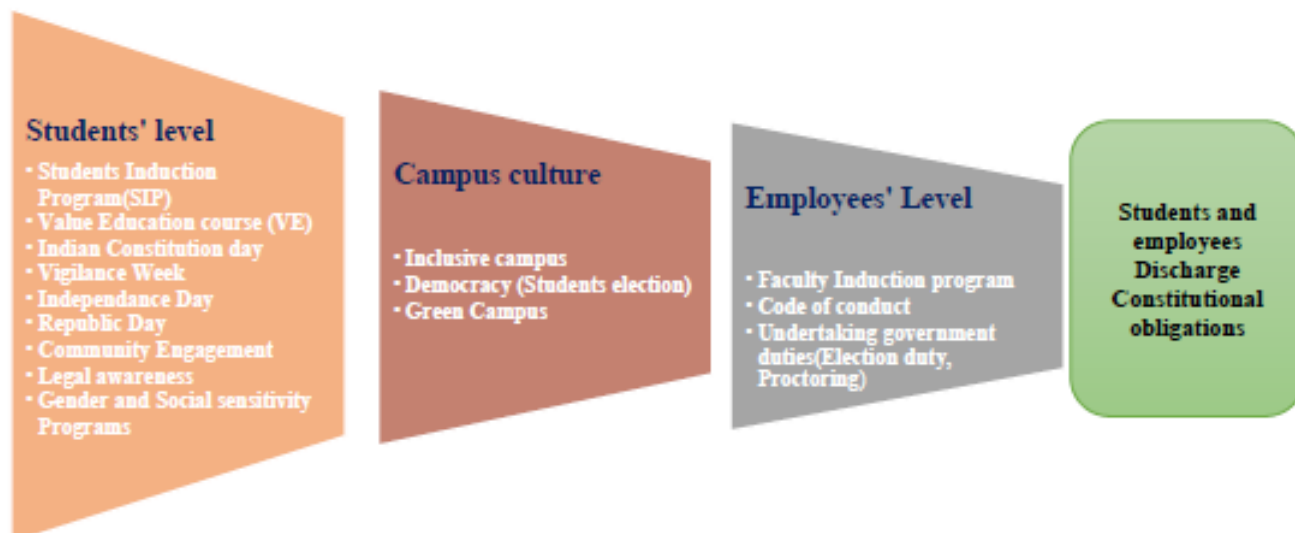 Students' level
• Students Induction
Program(SIP)
• Value Education course (VE)
• Indian Constitution day
• Vigilance Week
• Independance Day
• Republic Day
• Community Engagement
• Legal awareness
• Gender and Social sensitivity
Programs
Campus culture
• Inclusive campus
• Democracy (Students election)
• Green Campus
Employees' Level
• Faculty Induction program
• Code of conduct
• Undertaking government
duties(Election duty,
Proctoring)
Students and
employees
Discharge
Constitutional
obligations